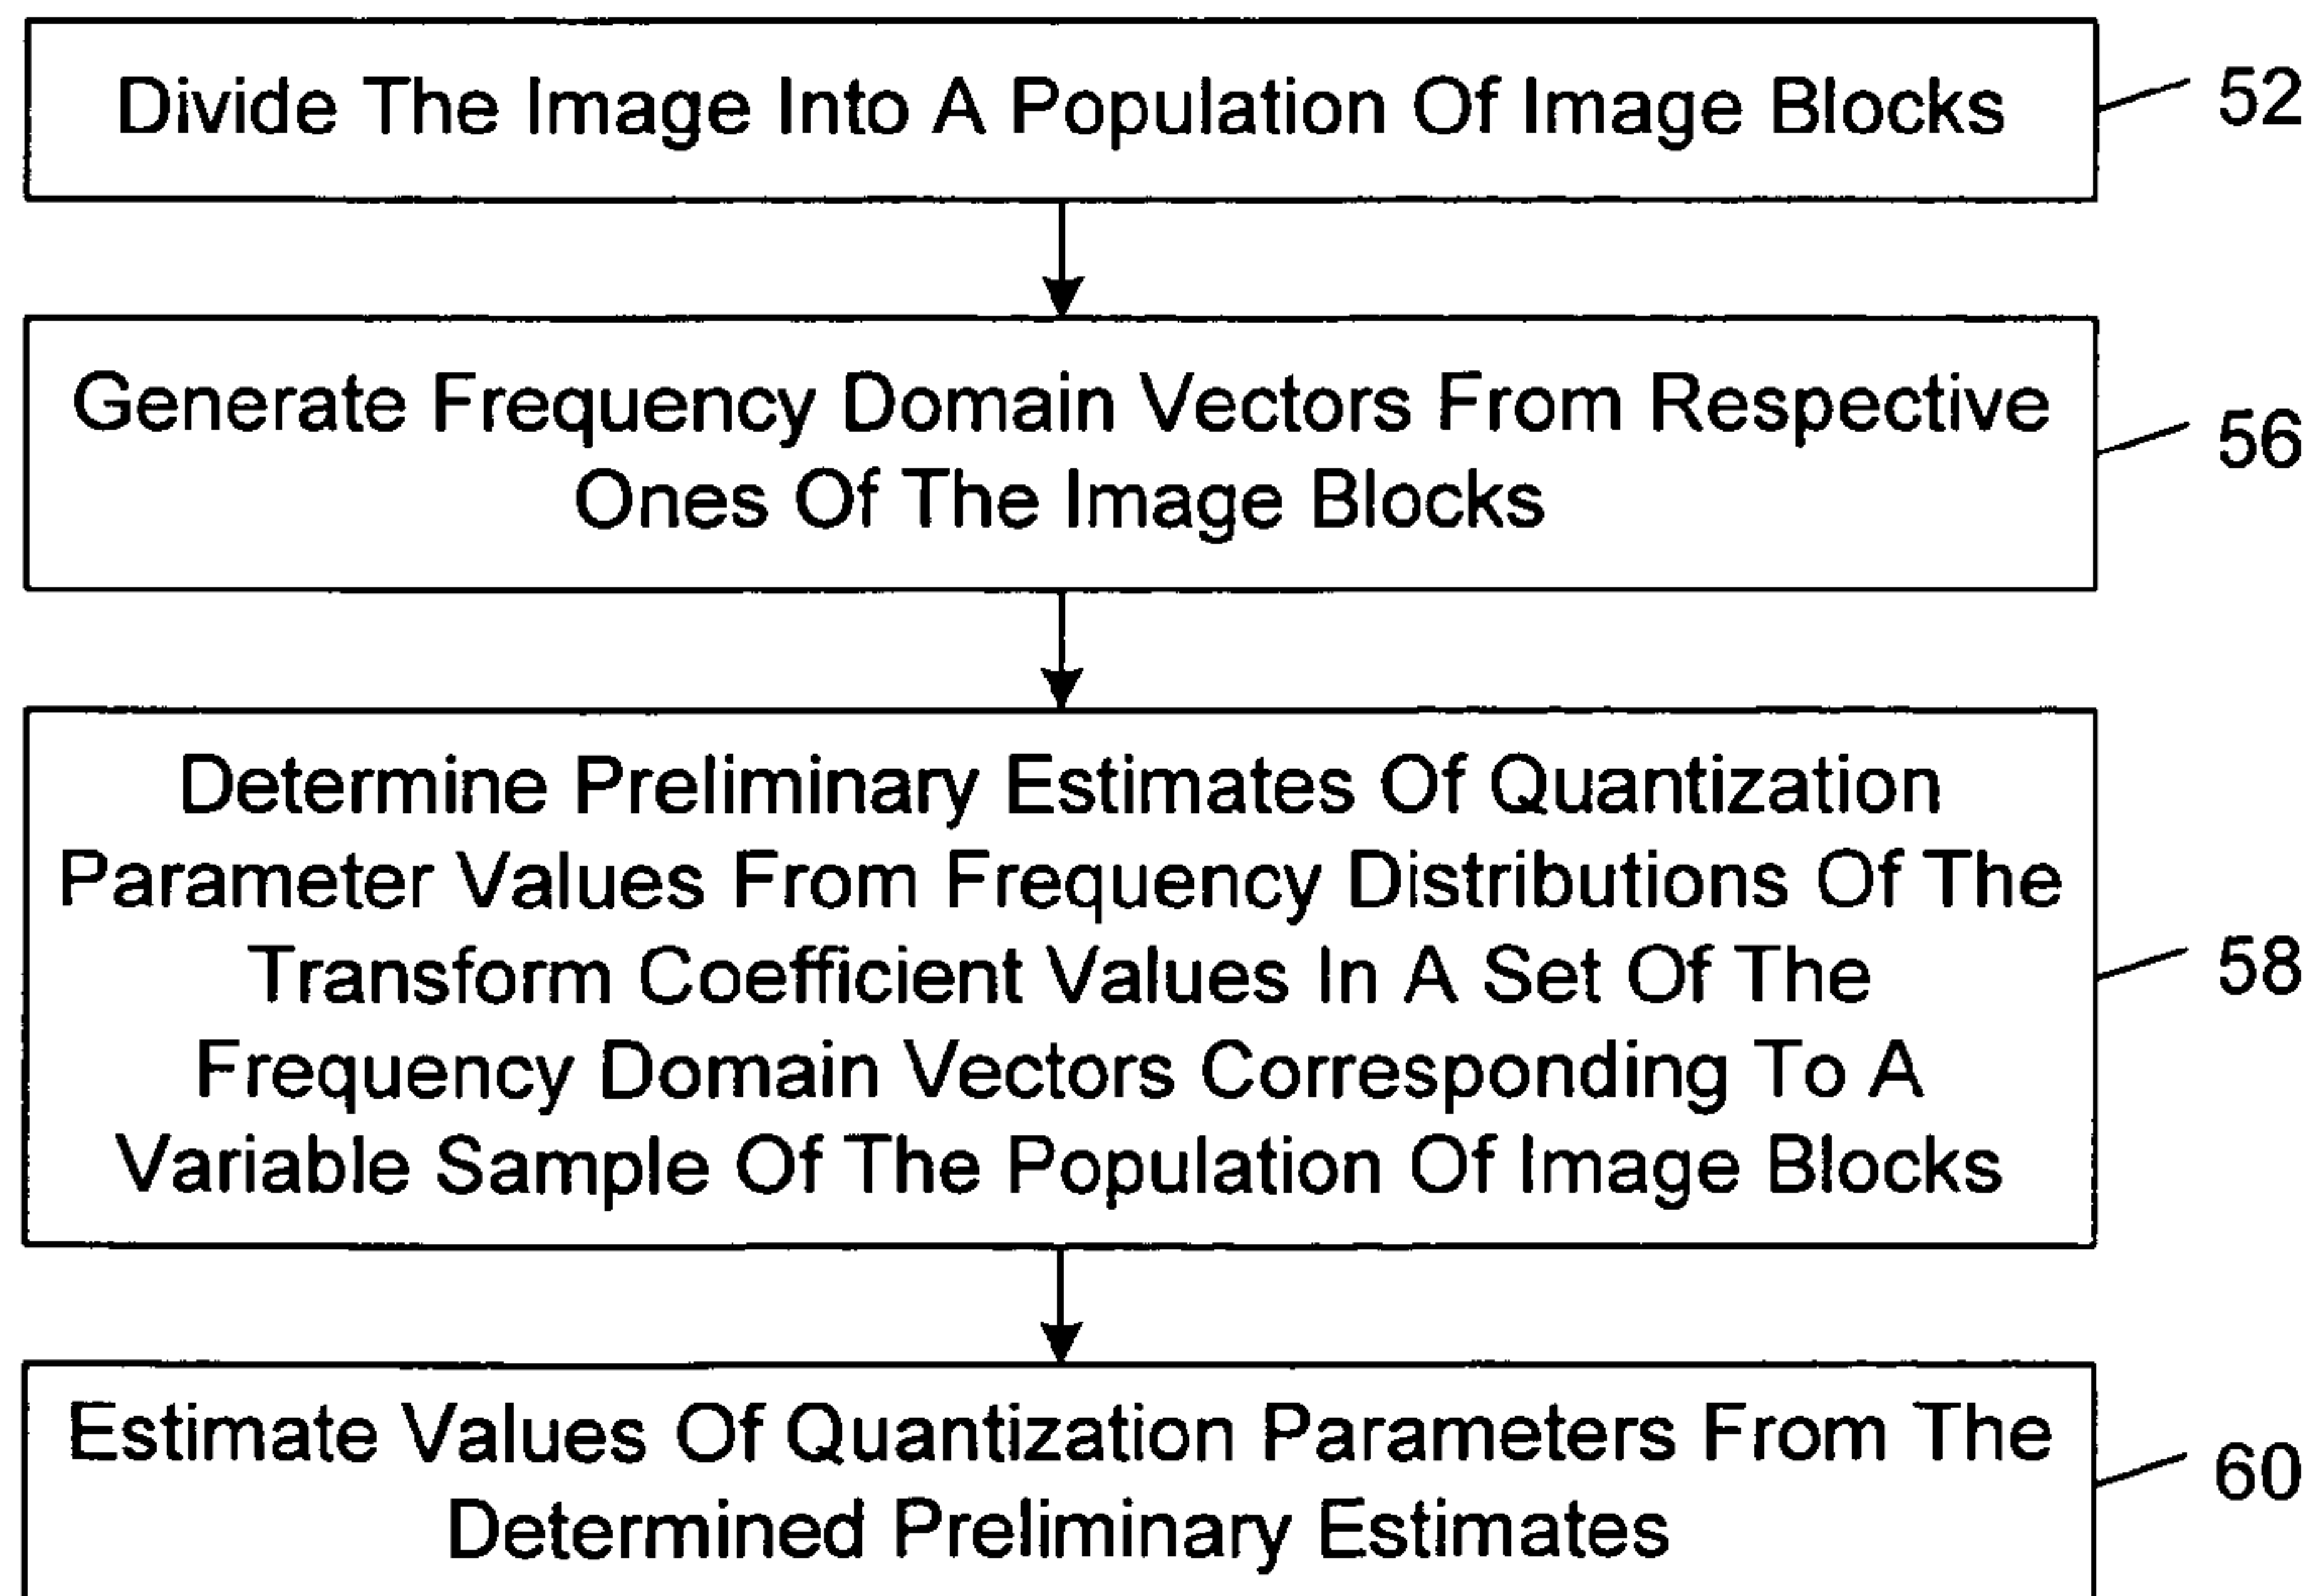 Divide The Image Into A Population Of Image Blocks
52
Generate Frequency Domain Vectors From Respective
Ones Of The Image Blocks
56
Determine Preliminary Estimates Of Quantization
Parameter Values From Frequency Distributions Of The
Transform Coefficient Values In A Set Of The
Frequency Domain Vectors Corresponding To A
Variable Sample Of The Population Of Image Blocks
58
Estimate Values Of Quantization Parameters From The
Determined Preliminary Estimates
60